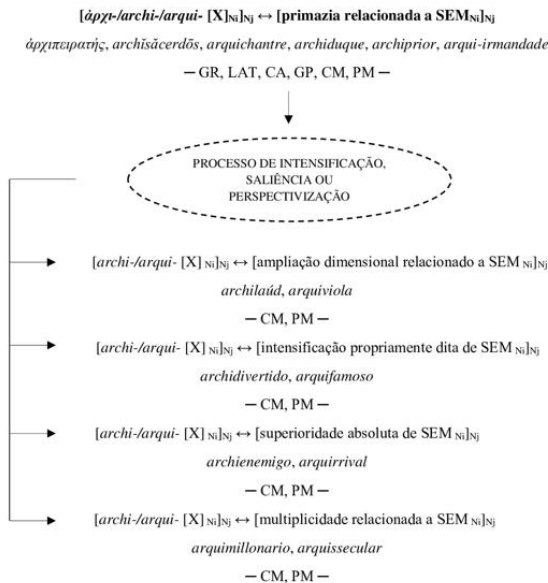 [ἀρχι-/archi-/arqui- [X]Ni]Nj ↔ [primazia relacionada a SEMNi]Nj
ἀρχιπειρατής, archĭsăcerdōs, arquichantre, archiduque, archiprior, arqui-irmandade
— GR, LAT, CA, GP, CM, PM —
PROCESSO DE INTENSIFICAÇÃO,
SALIÊNCIA OU
PERSPECTIVIZAÇÃO
[archi-/arqui- [X] Ni]Nj ↔ [ampliação dimensional relacionado a SEM Ni]Nj
archilaúd, arquiviola
— CM, PM —
[archi-/arqui- [X] Ni]Nj ↔ [intensificação propriamente dita de SEM Ni]Nj
archidivertido, arquifamoso
— CM, PM —
[archi-/arqui- [X] Ni]Nj ↔ [superioridade absoluta de SEM Ni]Nj
archienemigo, arquirrival
— CM, PM —
[archi-/arqui- [X] Ni]Nj ↔ [multiplicidade relacionada a SEM Ni]Nj
arquimillonario, arquissecular
— CM, PM —